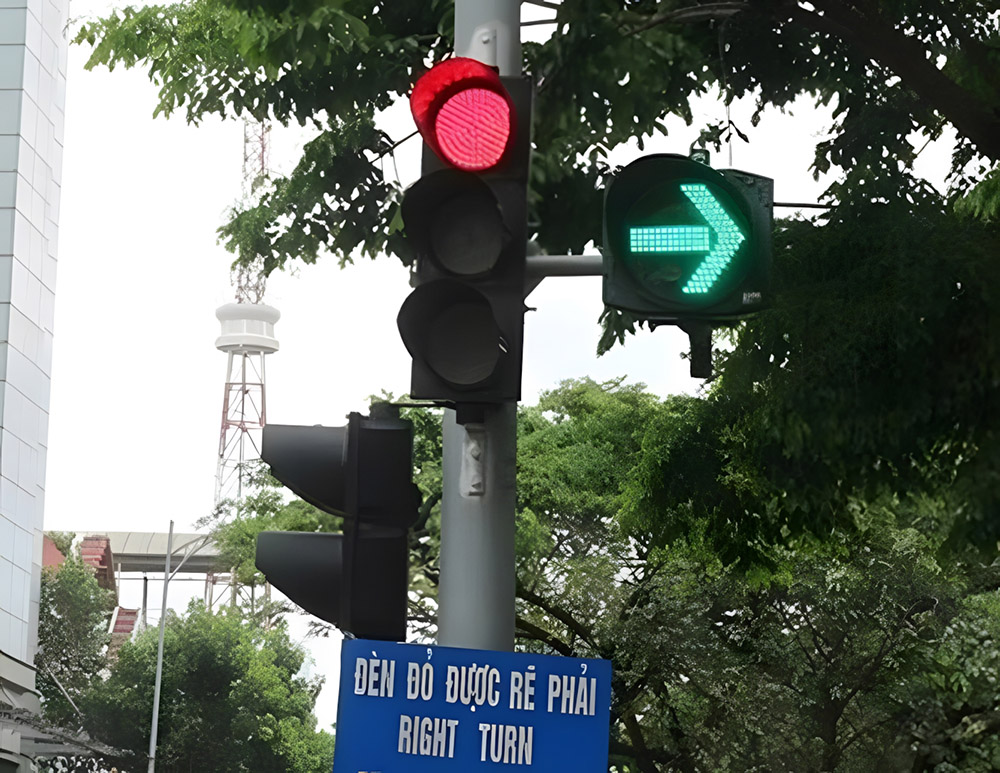 ĐÈN ĐỎ ĐƯỢC RẼ PHẢI
RIGHT TURN